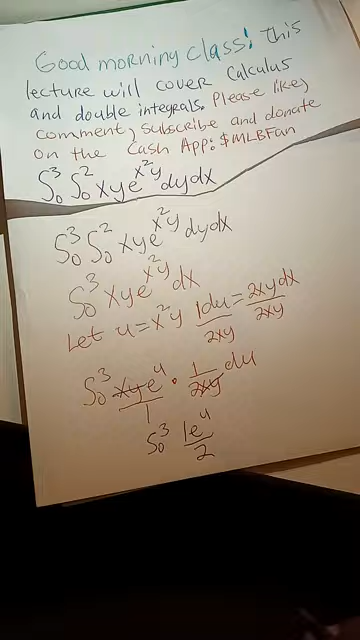 Good morning class! This
lecture will cover Calculus
and double integrals. Please like,
comment, subscribe and donate
on the Cash App: $MLBFan
∫₀³ ∫₀² xye^(x²y) dydx
∫₀³ ∫₀² xye^(x²y) dydx
∫₀³ xye^(x²y) dx
Let u=x²y 1du/2xy = 2xydx/2xy
∫₀³ xye^u/1 · 1/2xy du
∫₀³ 1e^u/2